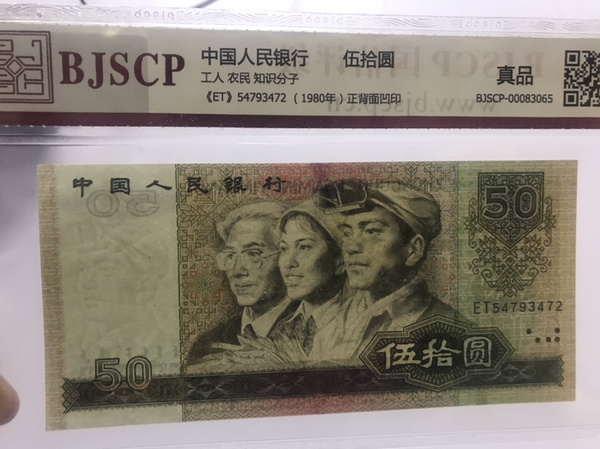 BJSCP
中国人民银行 伍拾圆
工人 农民 知识分子
《ET》54793472 （1980年）正背面凹印
真品
BJSCP-00083065
中国人民银行
50
ET54793472
50
伍拾圆